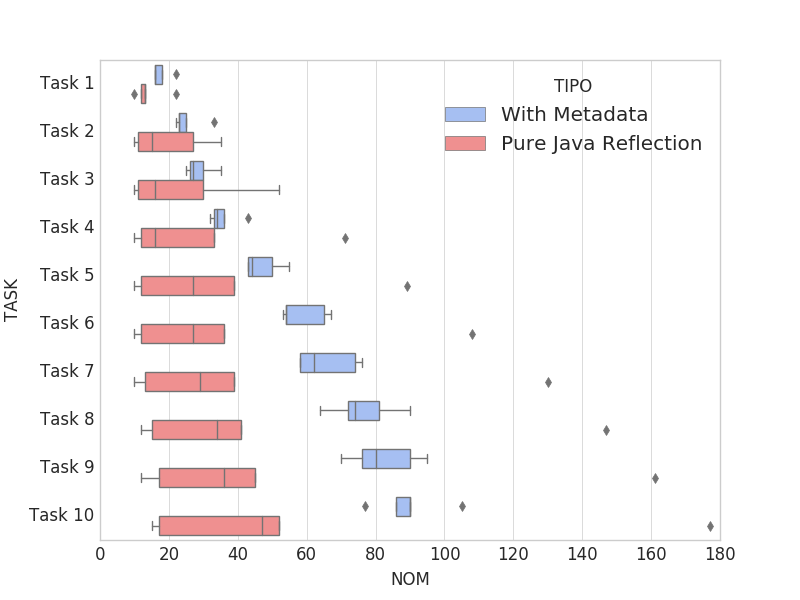 TIPO
With Metadata
Pure Java Reflection
Task 1
Task 2
Task 3
Task 4
Task 5
Task 6
Task 7
Task 8
Task 9
Task 10
TASK
0 20 40 60 80 100 120 140 160 180
NOM